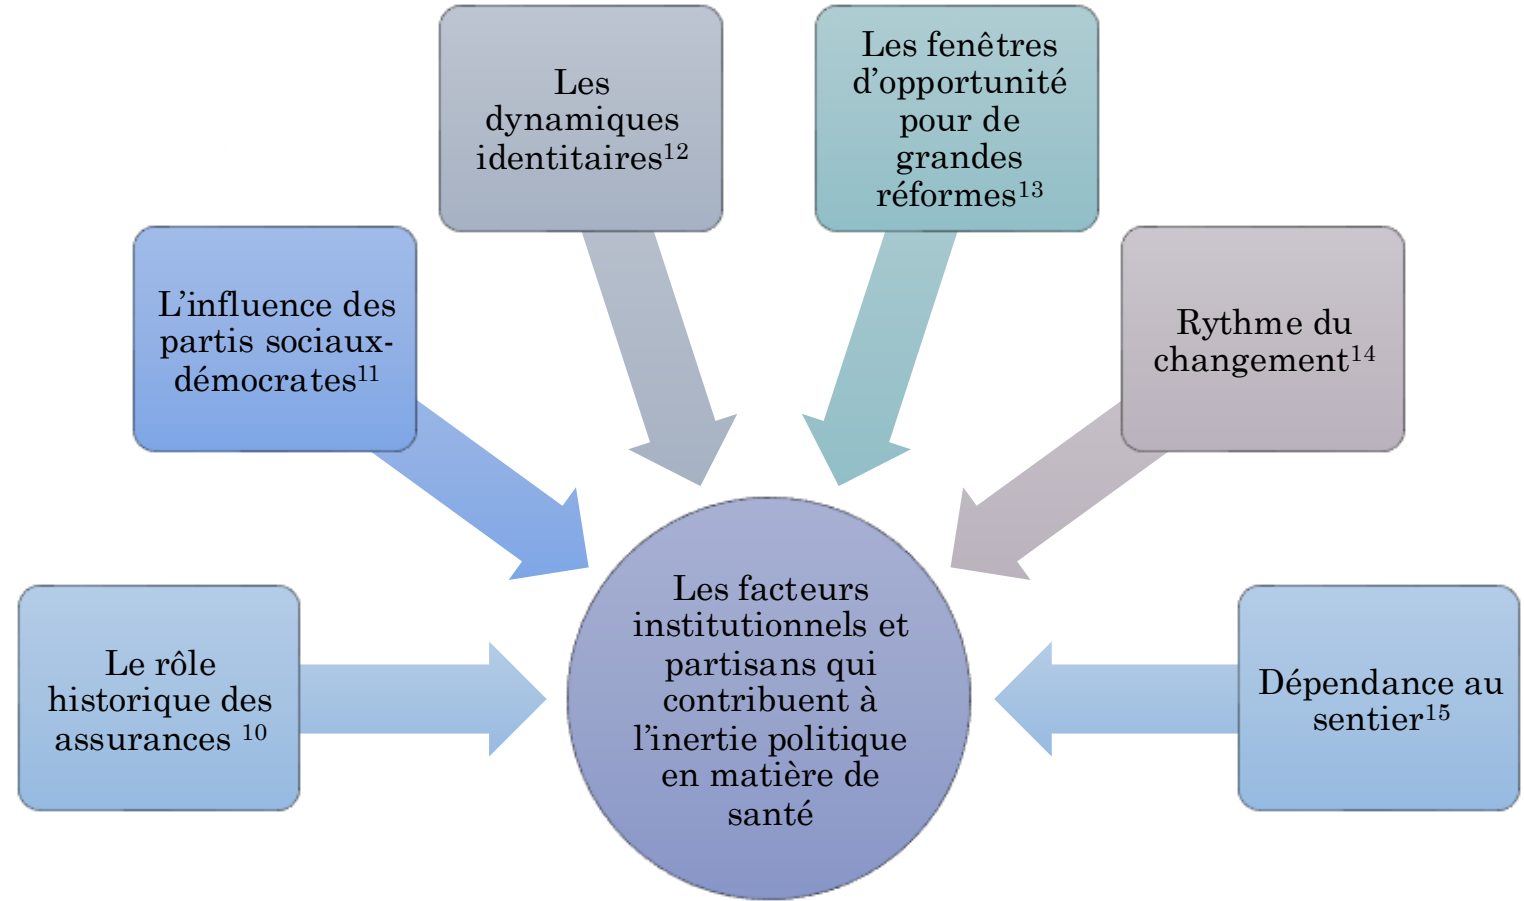 Les
dynamiques
identitaires¹²
Les fenêtres
d’opportunité
pour de
grandes
réformes¹³
L’influence des
partis sociaux-
démocrates¹¹
Rythme du
changement¹⁴
Le rôle
historique des
assurances ¹⁰
Les facteurs
institutionnels et
partisans qui
contribuent à
l’inertie politique
en matière de
santé
Dépendance au
sentier¹⁵